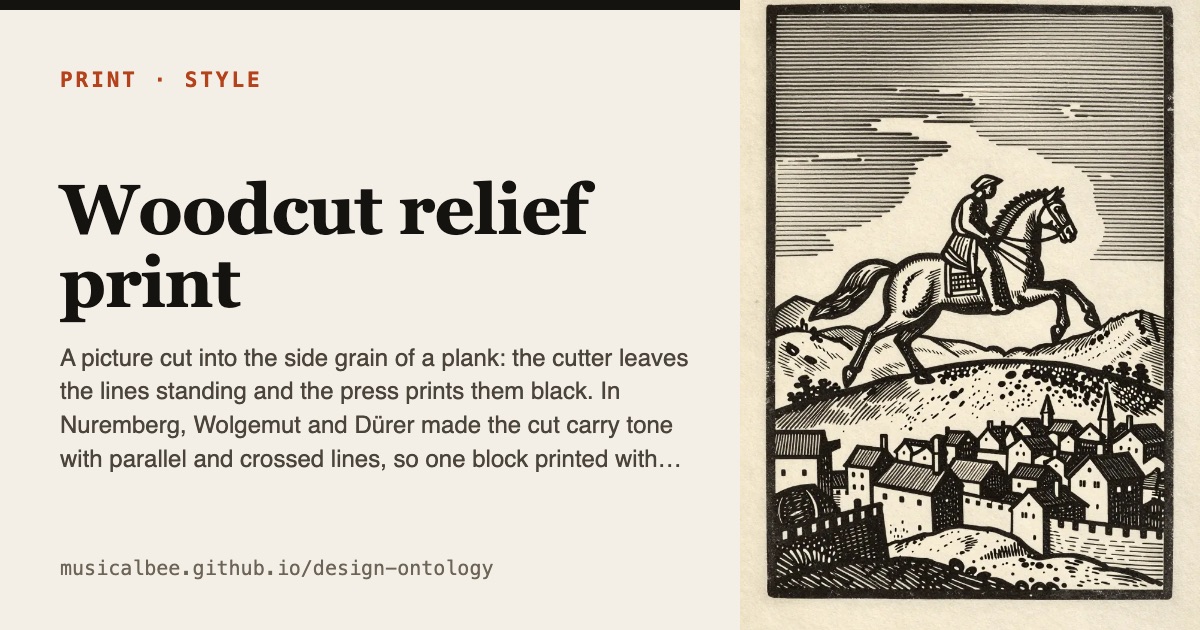 PRINT · STYLE
Woodcut relief
print
A picture cut into the side grain of a plank: the cutter leaves
the lines standing and the press prints them black. In
Nuremberg, Wolgemut and Dürer made the cut carry tone
with parallel and crossed lines, so one block printed with…
musicalbee.github.io/design-ontology